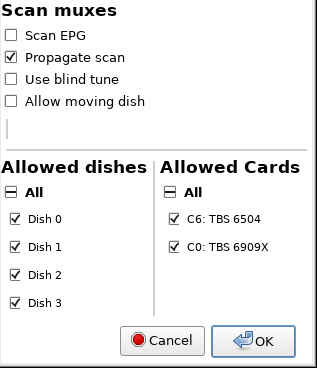 Scan muxes
Scan EPG
Propagate scan
Use blind tune
Allow moving dish
Allowed dishes
All
Dish 0
Dish 1
Dish 2
Dish 3
Allowed Cards
All
C6: TBS 6504
C0: TBS 6909X
Cancel
OK